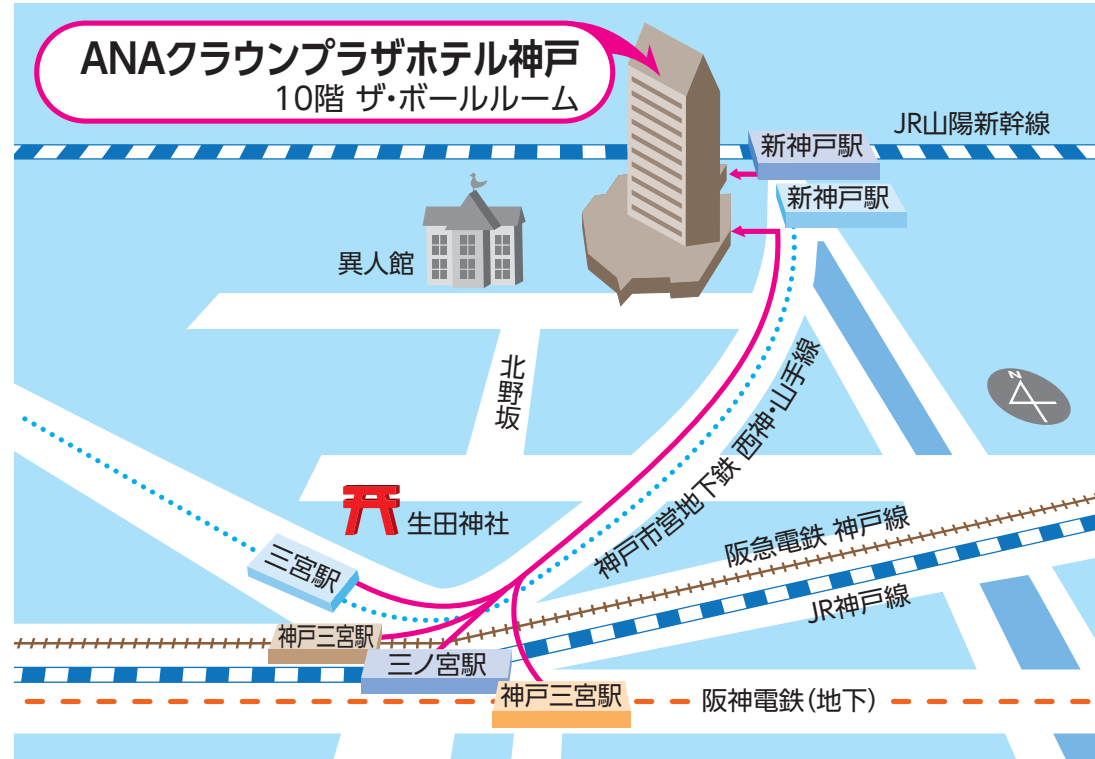 ANAクラウンプラザホテル神戸
10階 ザ・ボールルーム
JR山陽新幹線
新神戸駅
新神戸駅
異人館
北野坂
神戸市営地下鉄 西神・山手線
N
生田神社
三宮駅
阪急電鉄 神戸線
JR神戸線
神戸三宮駅
三ノ宮駅
神戸三宮駅
阪神電鉄(地下)